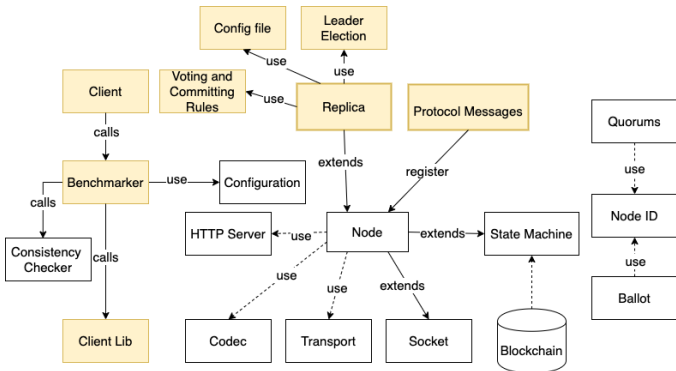 Config file
Leader
Election
use
use
Client
Voting and
Committing
Rules
use
Replica
Protocol Messages
Quorums
calls
extends
register
use
Benchmarker
use
Configuration
calls
Node ID
HTTP Server
use
Node
extends
State Machine
Consistency
Checker
calls
use
use
use
extends
Ballot
Client Lib
Codec
Transport
Socket
Blockchain